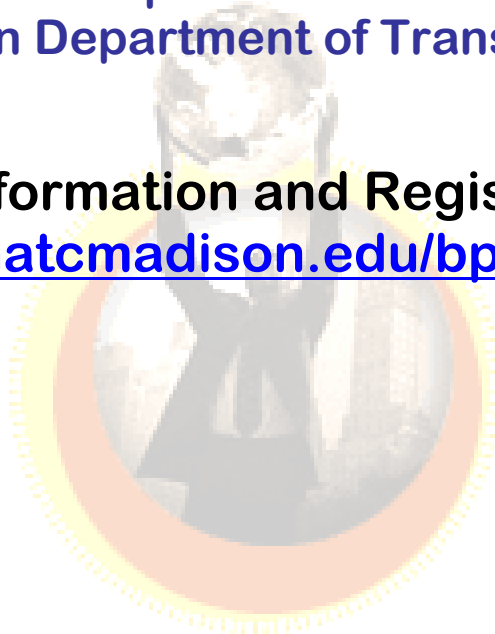 n Department of Trans
formation and Regis
atcmadison.edu/bp